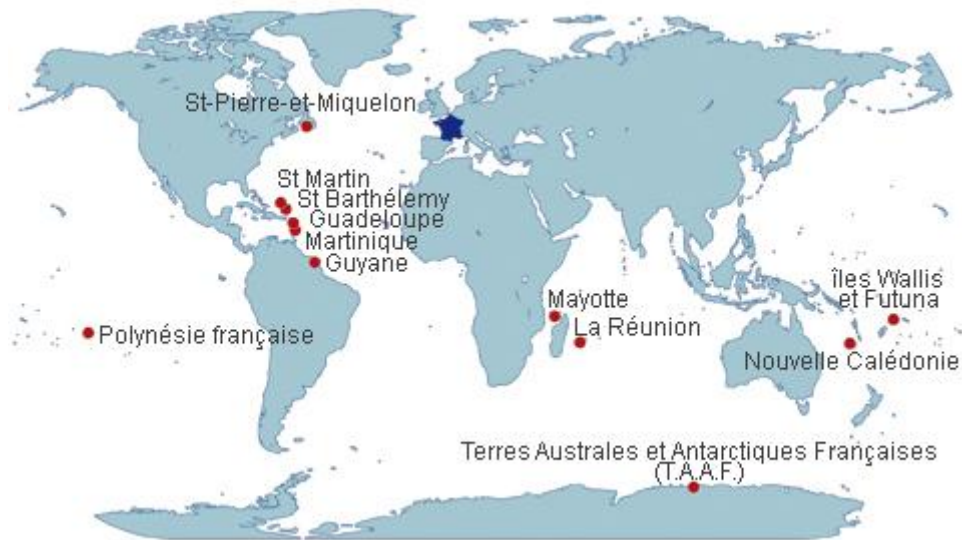 St-Pierre-et-Miquelon
St Martin
St Barthélemy
Guadeloupe
Martinique
Guyane
îles Wallis
et Futuna
Mayotte
La Réunion
Polynésie française
Nouvelle Calédonie
Terres Australes et Antarctiques Françaises
(T.A.A.F.)